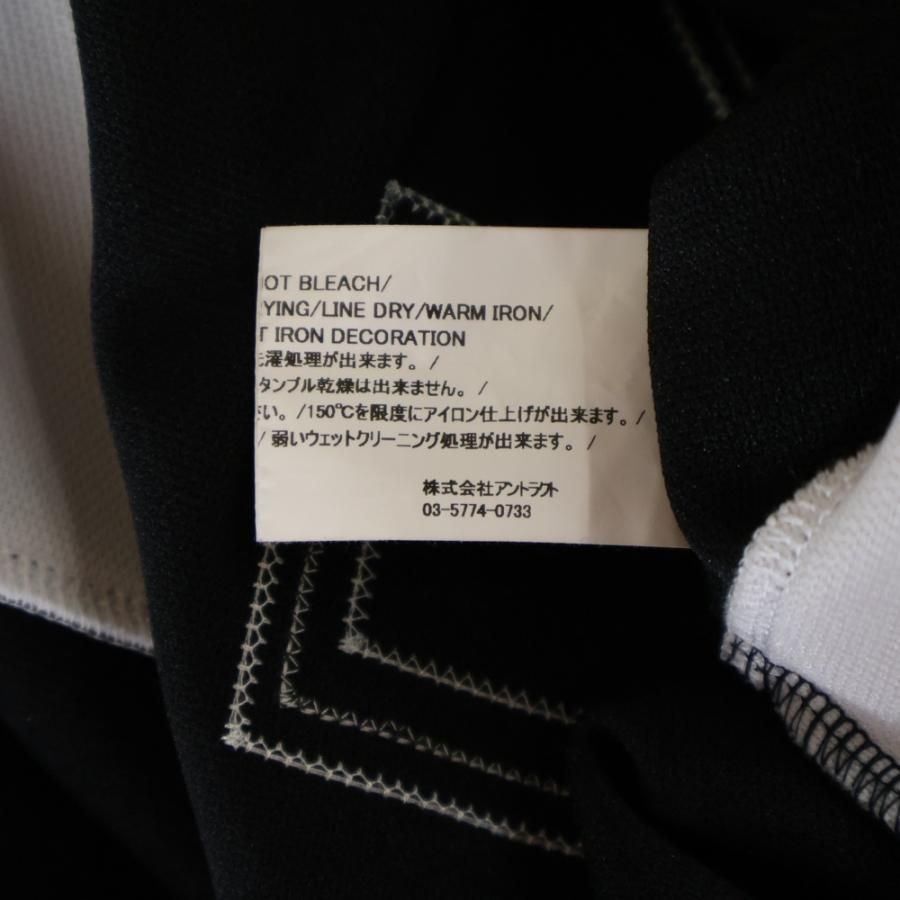 OT BLEACH/
YING/LINE DRY/WARM IRON/
T IRON DECORATION
洗濯処理が出来ます。/
タンブル乾燥は出来ません。/
さい。/150℃を限度にアイロン仕上げが出来ます。/
/ 弱いウェットクリーニング処理が出来ます。 /
株式会社アントラクト
03-5774-0733